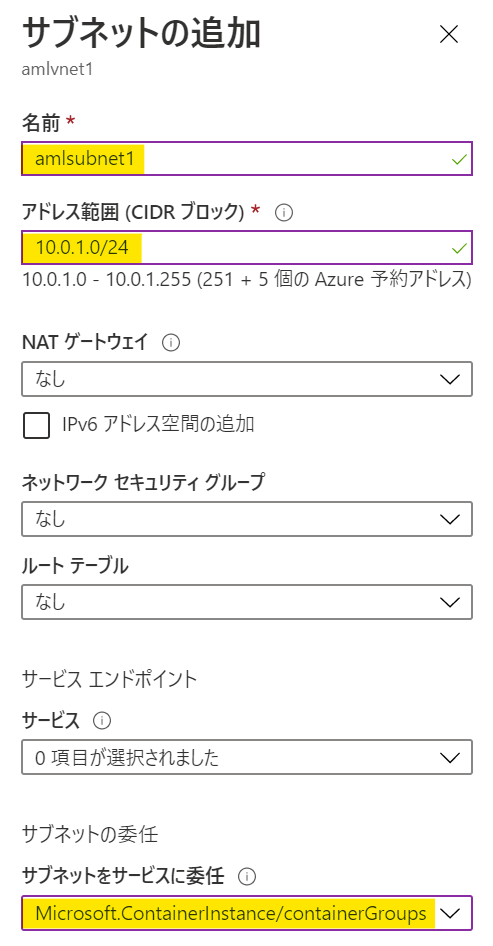 サブネットの追加
amlvnet1
名前 *
amlsubnet1
アドレス範囲 (CIDR ブロック) *
10.0.1.0/24
10.0.1.0 - 10.0.1.255 (251 + 5 個の Azure 予約アドレス)
NAT ゲートウェイ
なし
IPv6 アドレス空間の追加
ネットワーク セキュリティ グループ
なし
ルート テーブル
なし
サービス エンドポイント
サービス
0 項目が選択されました
サブネットの委任
サブネットをサービスに委任
Microsoft.ContainerInstance/containerGroups